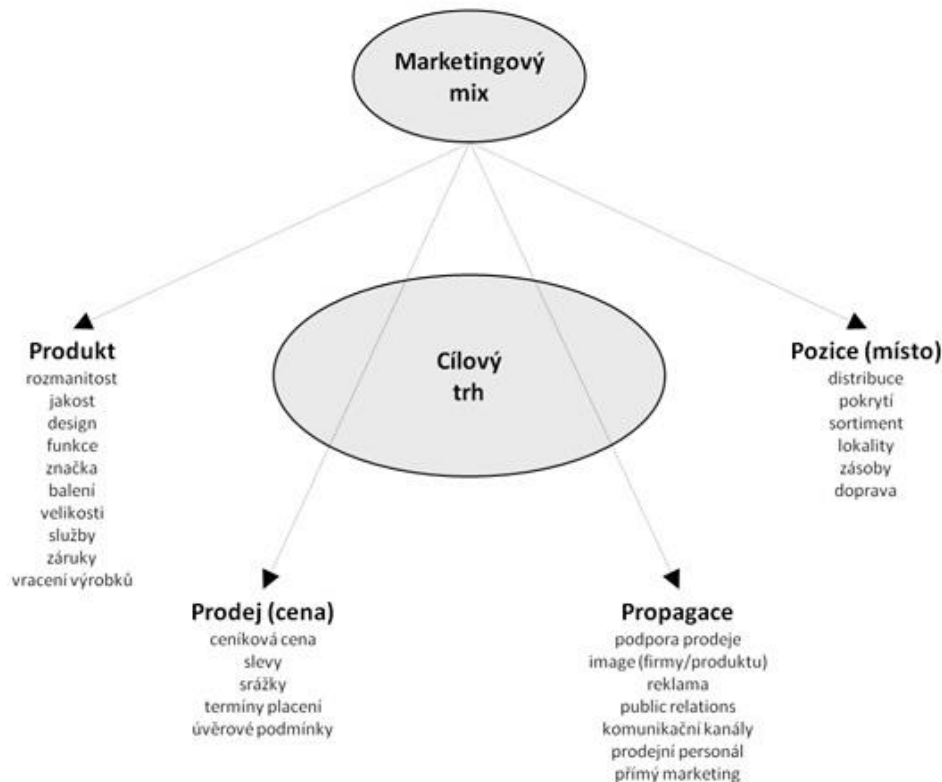 Marketingový
mix
Cílový
trh
Produkt
rozmanitost
jakost
design
funkce
značka
balení
velikosti
služby
záruky
vracení výrobků
Pozice (místo)
distribuce
pokrytí
sortiment
lokality
zásoby
doprava
Prodej (cena)
ceníková cena
slevy
srážky
termíny placení
úvěrové podmínky
Propagace
podpora prodeje
image (firmy/produktu)
reklama
public relations
komunikační kanály
prodejní personál
přímý marketing